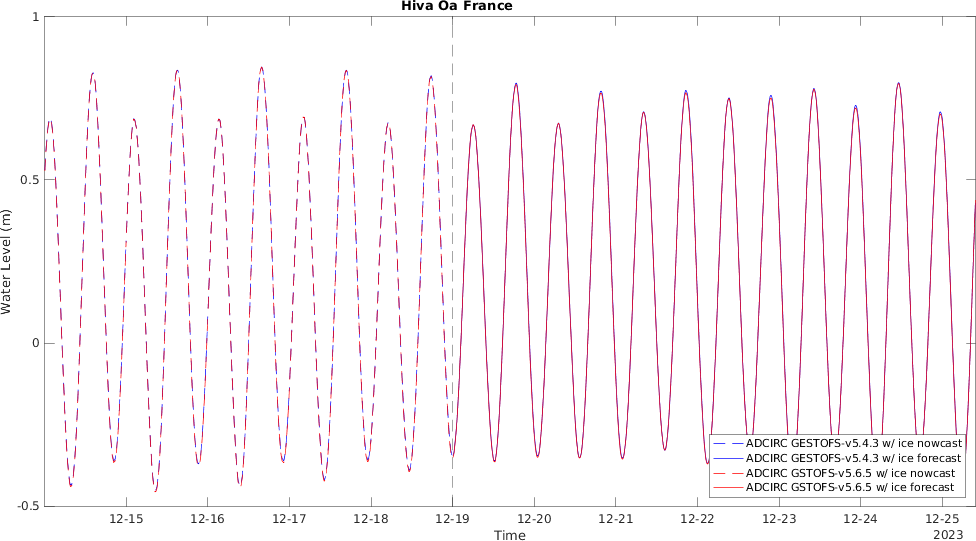 Hiva Oa France
1
0.5
0
-0.5
Water Level (m)
ADCIRC GESTOFS-v5.4.3 w/ ice nowcast
ADCIRC GESTOFS-v5.4.3 w/ ice forecast
ADCIRC GSTOFS-v5.6.5 w/ ice nowcast
ADCIRC GSTOFS-v5.6.5 w/ ice forecast
12-15 12-16 12-17 12-18 12-19 12-20 12-21 12-22 12-23 12-24 12-25
Time
2023